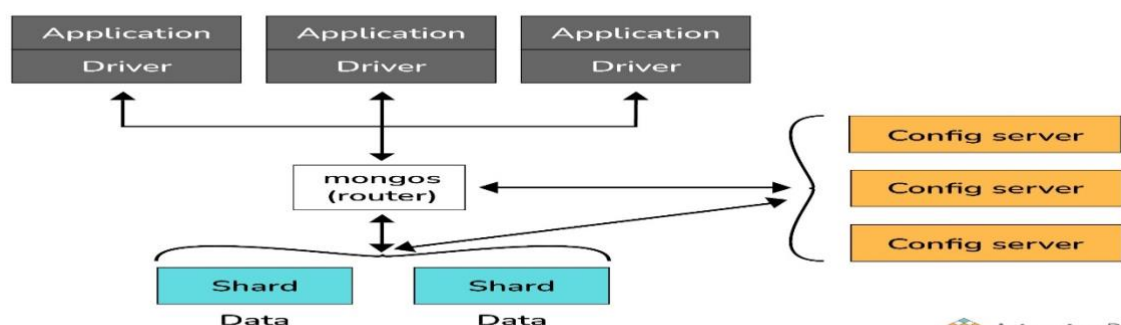 Application Application Application
Driver Driver Driver
Config server
mongos
(router)
Config server
Config server
Shard Shard
Data Data